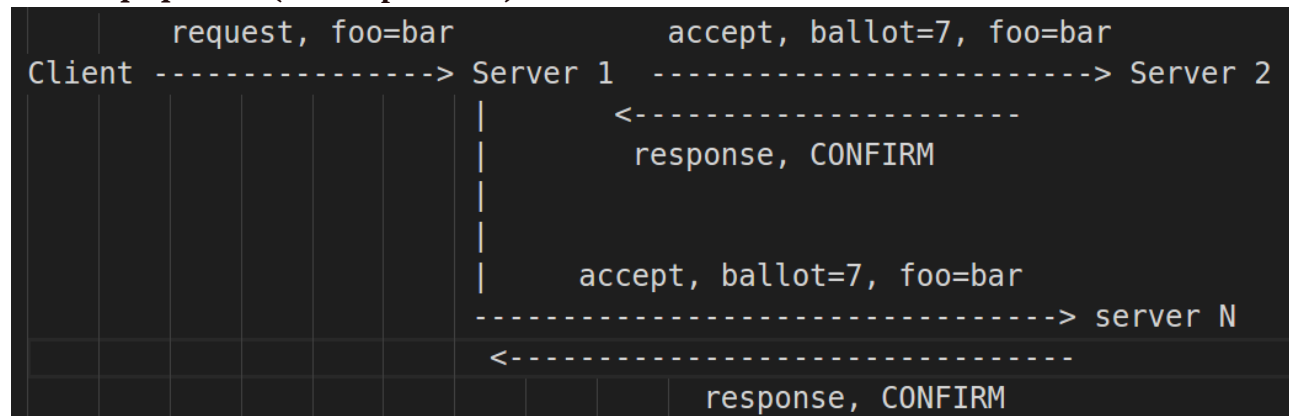 request, foo=bar accept, ballot=7, foo=bar
Client ----------------> Server 1 -------------------------> Server 2
| <----------------------
| response, CONFIRM
|
|
| accept, ballot=7, foo=bar
---------------------------------> server N
<--------------------------------
response, CONFIRM